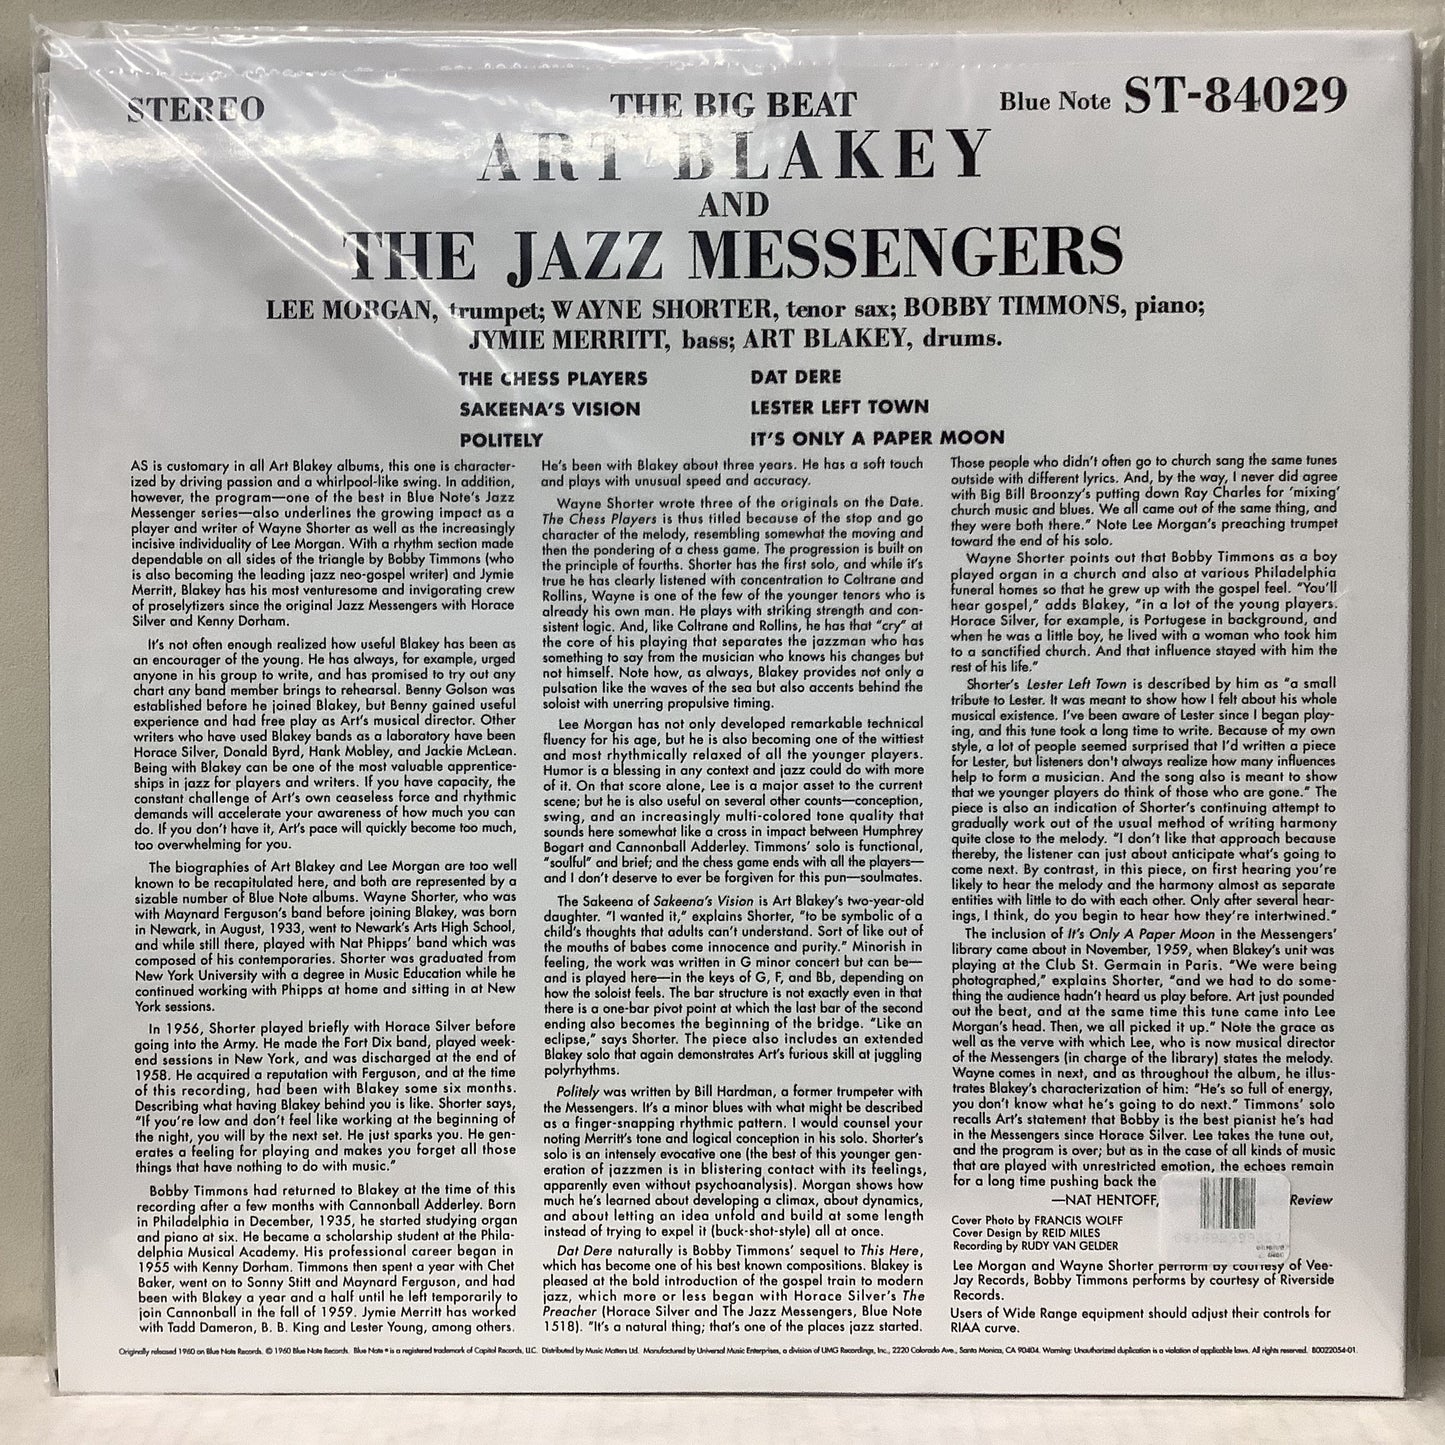 STEREO
THE BIG BEAT
Blue Note ST-84029
ART BLAKEY
AND
THE JAZZ MESSENGERS
LEE MORGAN, trumpet; WAYNE SHORTER, tenor sax; BOBBY TIMMONS, piano;
JYMIE MERRITT, bass; ART BLAKEY, drums.
THE CHESS PLAYERS
SAKEENA'S VISION
POLITELY
DAT DERE
LESTER LEFT TOWN
IT'S ONLY A PAPER MOON
AS is customary in all Art Blakey albums, this one is character-
ized by driving passion and a whirlpool-like swing. In addition,
however, the program—one of the best in Blue Note's Jazz
Messenger series—also underlines the growing impact as a
player and writer of Wayne Shorter as well as the increasingly
incisive individuality of Lee Morgan. With a rhythm section made
dependable on all sides of the triangle by Bobby Timmons (who
is also becoming the leading jazz neo-gospel writer) and Jymie
Merritt, Blakey has his most venturesome and invigorating crew
of proselytizers since the original Jazz Messengers with Horace
Silver and Kenny Dorham.
It's not often enough realized how useful Blakey has been as
an encourager of the young. He has always, for example, urged
anyone in his group to write, and has promised to try out any
chart any band member brings to rehearsal. Benny Golson was
established before he joined Blakey, but Benny gained useful
experience and had free play as Art's musical director. Other
writers who have used Blakey bands as a laboratory have been
Horace Silver, Donald Byrd, Hank Mobley, and Jackie McLean.
Being with Blakey can be one of the most valuable apprentice-
ships in jazz for players and writers. If you have capacity, the
constant challenge of Art's own ceaseless force and rhythmic
demands will accelerate your awareness of how much you can
do. If you don't have it, Art's pace will quickly become too much,
too overwhelming for you.
The biographies of Art Blakey and Lee Morgan are too well
known to be recapitulated here, and both are represented by a
sizable number of Blue Note albums. Wayne Shorter, who was
with Maynard Ferguson's band before joining Blakey, was born
in Newark, in August, 1933, went to Newark's Arts High School,
and while still there, played with Nat Phipps' band which was
composed of his contemporaries. Shorter was graduated from
New York University with a degree in Music Education while he
continued working with Phipps at home and sitting in at New
York sessions.
In 1956, Shorter played briefly with Horace Silver before
going into the Army. He made the Fort Dix band, played week-
end sessions in New York, and was discharged at the end of
1958. He acquired a reputation with Ferguson, and at the time
of this recording, had been with Blakey some six months.
Describing what having Blakey behind you is like. Shorter says,
"If you're low and don't feel like working at the beginning of
the night, you will by the next set. He just sparks you. He gen-
erates a feeling for playing and makes you forget all those
things that have nothing to do with music."
Bobby Timmons had returned to Blakey at the time of this
recording after a few months with Cannonball Adderley. Born
in Philadelphia in December, 1935, he started studying organ
and piano at six. He became a scholarship student at the Phila-
delphia Musical Academy. His professional career began in
1955 with Kenny Dorham. Timmons then spent a year with Chet
Baker, went on to Sonny Stitt and Maynard Ferguson, and had
been with Blakey a year and a half until he left temporarily to
join Cannonball in the fall of 1959. Jymie Merritt has worked
with Tadd Dameron, B. B. King and Lester Young, among others.
He's been with Blakey about three years. He has a soft touch
and plays with unusual speed and accuracy.
Wayne Shorter wrote three of the originals on the Date.
The Chess Players is thus titled because of the stop and go
character of the melody, resembling somewhat the moving and
then the pondering of a chess game. The progression is built on
the principle of fourths. Shorter has the first solo, and while it's
true he has clearly listened with concentration to Coltrane and
Rollins, Wayne is one of the few of the younger tenors who is
already his own man. He plays with striking strength and con-
sistent logic. And, like Coltrane and Rollins, he has that "cry" at
the core of his playing that separates the jazzman who has
something to say from the musician who knows his changes but
not himself. Note how, as always, Blakey provides not only a
pulsation like the waves of the sea but also accents behind the
soloist with unerring propulsive timing.
Lee Morgan has not only developed remarkable technical
fluency for his age, but he is also becoming one of the wittiest
and most rhythmically relaxed of all the younger players.
Humor is a blessing in any context and jazz could do with more
of it. On that score alone, Lee is a major asset to the current
scene; but he is also useful on several other counts—conception,
swing, and an increasingly multi-colored tone quality that
sounds here somewhat like a cross in impact between Humphrey
Bogart and Cannonball Adderley. Timmons' solo is functional,
"soulful" and brief; and the chess game ends with all the players—
and I don't deserve to ever be forgiven for this pun—soulmates.
The Sakeena of Sakeena's Vision is Art Blakey's two-year-old
daughter. "I wanted it," explains Shorter, "to be symbolic of a
child's thoughts that adults can't understand. Sort of like out of
the mouths of babes come innocence and purity." Minorish in
feeling, the work was written in G minor concert but can be—
and is played here—in the keys of G, F, and Bb, depending on
how the soloist feels. The bar structure is not exactly even in that
there is a one-bar pivot point at which the last bar of the second
ending also becomes the beginning of the bridge. "Like an
eclipse," says Shorter. The piece also includes an extended
Blakey solo that again demonstrates Art's furious skill at juggling
polyrhythms.
Politely was written by Bill Hardman, a former trumpeter with
the Messengers. It's a minor blues with what might be described
as a finger-snapping rhythmic pattern. I would counsel your
noting Merritt's tone and logical conception in his solo. Shorter's
solo is an intensely evocative one (the best of this younger gen-
eration of jazzmen is in blistering contact with its feelings,
apparently even without psychoanalysis). Morgan shows how
much he's learned about developing a climax, about dynamics,
and about letting an idea unfold and build at some length
instead of trying to expel it (buck-shot-style) all at once.
Dat Dere naturally is Bobby Timmons' sequel to This Here,
which has become one of his best known compositions. Blakey is
pleased at the bold introduction of the gospel train to modern
jazz, which more or less began with Horace Silver's The
Preacher (Horace Silver and The Jazz Messengers, Blue Note
1518). "It's a natural thing; that's one of the places jazz started.
Those people who didn't often go to church sang the same tunes
outside with different lyrics. And, by the way, I never did agree
with Big Bill Broonzy's putting down Ray Charles for 'mixing'
church music and blues. We all came out of the same thing, and
they were both there." Note Lee Morgan's preaching trumpet
toward the end of his solo.
Wayne Shorter points out that Bobby Timmons as a boy
played organ in a church and also at various Philadelphia
funeral homes so that he grew up with the gospel feel. "You'll
hear gospel," adds Blakey, "in a lot of the young players.
Horace Silver, for example, is Portugese in background, and
when he was a little boy, he lived with a woman who took him
to a sanctified church. And that influence stayed with him the
rest of his life."
Shorter's Lester Left Town is described by him as "a small
tribute to Lester. It was meant to show how I felt about his whole
musical existence. I've been aware of Lester since I began play-
ing, and this tune took a long time to write. Because of my own
style, a lot of people seemed surprised that I'd written a piece
for Lester, but listeners don't always realize how many influences
help to form a musician. And the song also is meant to show
that we younger players do think of those who are gone." The
piece is also an indication of Shorter's continuing attempt to
gradually work out of the usual method of writing harmony
quite close to the melody. "I don't like that approach because
thereby, the listener can just about anticipate what's going to
come next. By contrast, in this piece, on first hearing you're
likely to hear the melody and the harmony almost as separate
entities with little to do with each other. Only after several hear-
ings, I think, do you begin to hear how they're intertwined."
The inclusion of It's Only A Paper Moon in the Messengers'
library came about in November, 1959, when Blakey's unit was
playing at the Club St. Germain in Paris. "We were being
photographed," explains Shorter, "and we had to do some-
thing the audience hadn't heard us play before. Art just pounded
out the beat, and at the same time this tune came into Lee
Morgan's head. Then, we all picked it up." Note the grace as
well as the verve with which Lee, who is now musical director
of the Messengers (in charge of the library) states the melody.
Wayne comes in next, and as throughout the album, he illus-
trates Blakey's characterization of him: "He's so full of energy,
you don't know what he's going to do next." Timmons' solo
recalls Art's statement that Bobby is the best pianist he's had
in the Messengers since Horace Silver. Lee takes the tune out,
and the program is over; but as in the case of all kinds of music
that are played with unrestricted emotion, the echoes remain
for a long time pushing back the
—NAT HENTOFF, Review
Cover Photo by FRANCIS WOLFF
Cover Design by REID MILES
Recording by RUDY VAN GELDER
Lee Morgan and Wayne Shorter perform by courtesy of Vee-
Jay Records, Bobby Timmons performs by courtesy of Riverside
Records.
Users of Wide Range equipment should adjust their controls for
RIAA curve.
Originally released 1960 on Blue Note Records. © 1960 Blue Note Records. Blue Note ® is a registered trademark of Capitol Records, LLC. Distributed by Music Matters Ltd. Manufactured by Universal Music Enterprises, a division of UMG Recordings, Inc., 2220 Colorado Ave., Santa Monica, CA 90404. Warning: Unauthorized duplication is a violation of applicable laws. All rights reserved. B0022054-01.